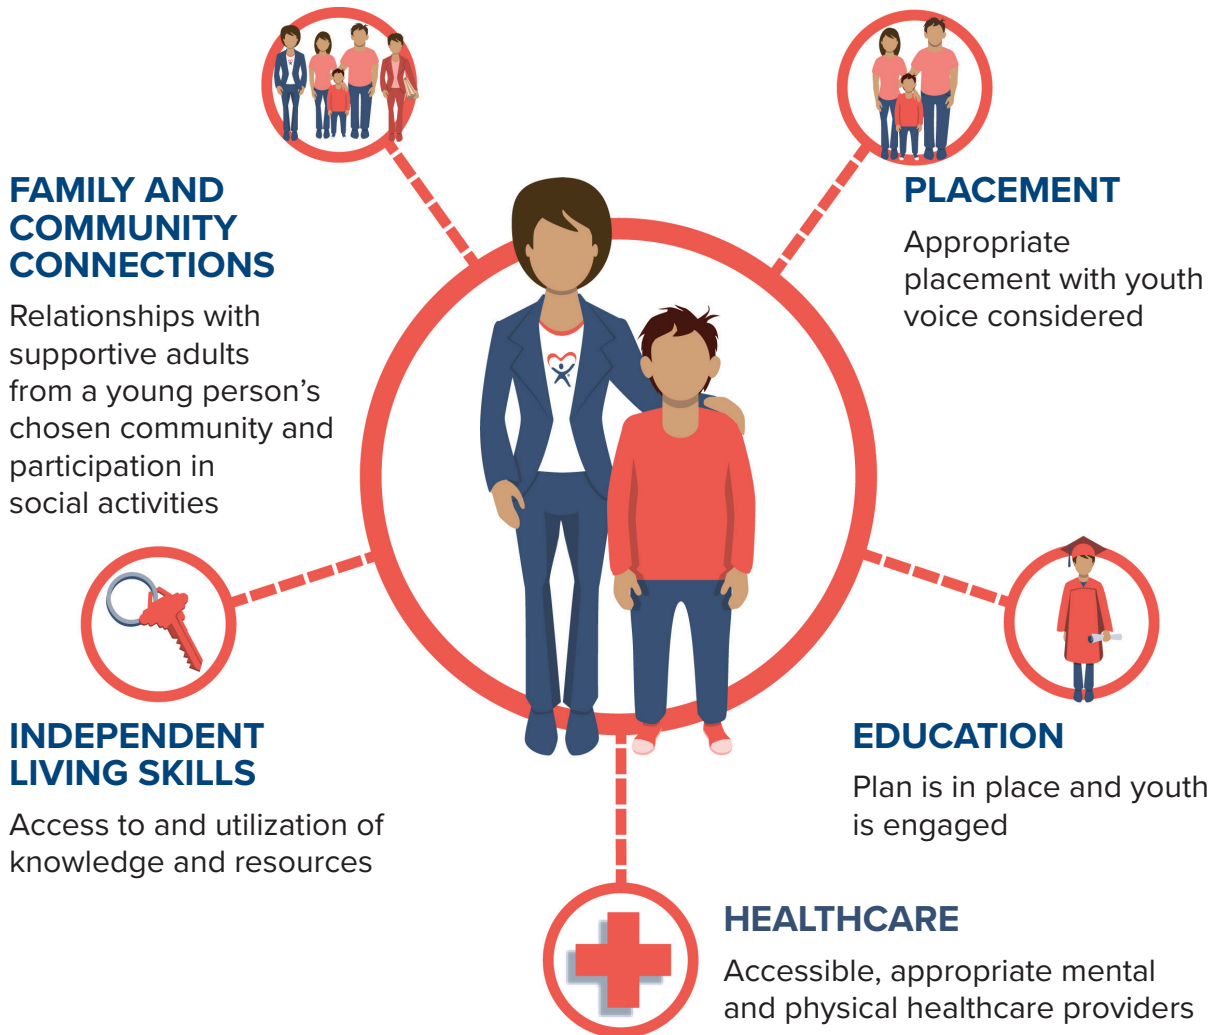 FAMILY AND
COMMUNITY
CONNECTIONS
Relationships with
supportive adults
from a young person’s
chosen community and
participation in
social activities
PLACEMENT
Appropriate
placement with youth
voice considered
INDEPENDENT
LIVING SKILLS
Access to and utilization of
knowledge and resources
EDUCATION
Plan is in place and youth
is engaged
HEALTHCARE
Accessible, appropriate mental
and physical healthcare providers